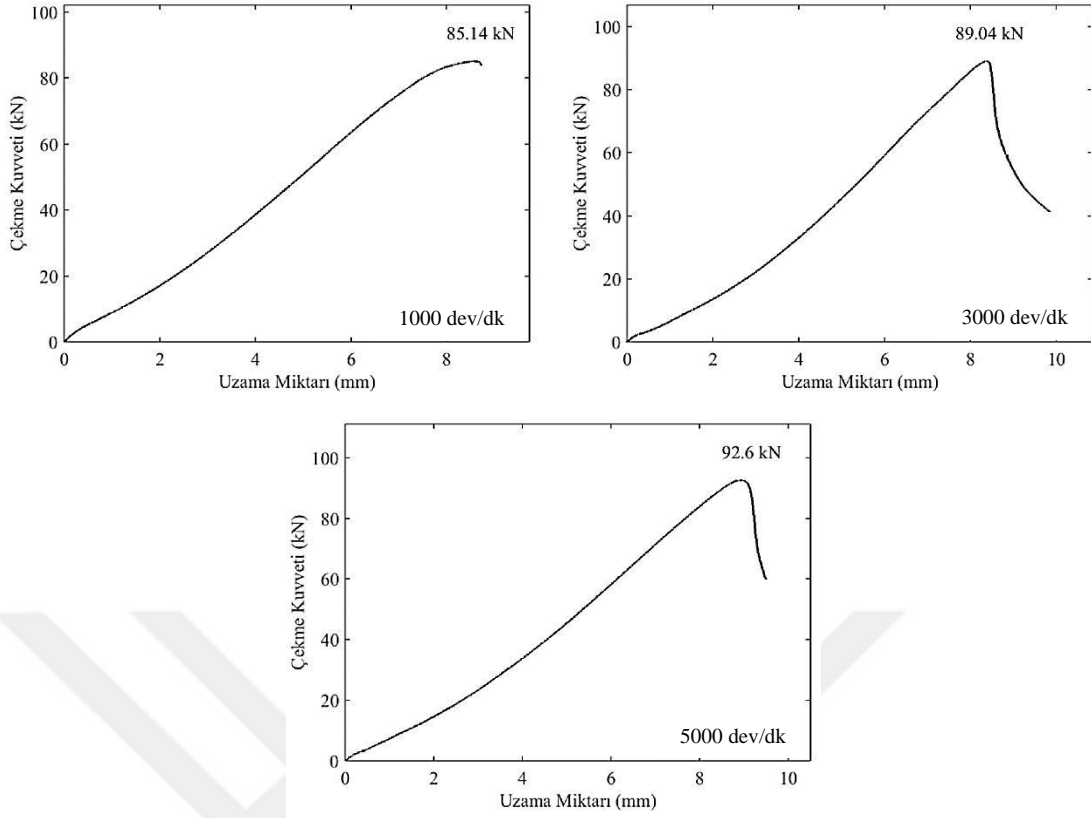 100
85.14 kN
80
60
40
20
0
Çekme Kuvveti (kN)
1000 dev/dk
0 2 4 6 8
Uzama Miktarı (mm)
100
89.04 kN
80
60
40
20
0
Çekme Kuvveti (kN)
3000 dev/dk
0 2 4 6 8 10
Uzama Miktarı (mm)
100
92.6 kN
80
60
40
20
0
Çekme Kuvveti (kN)
5000 dev/dk
0 2 4 6 8 10
Uzama Miktarı (mm)